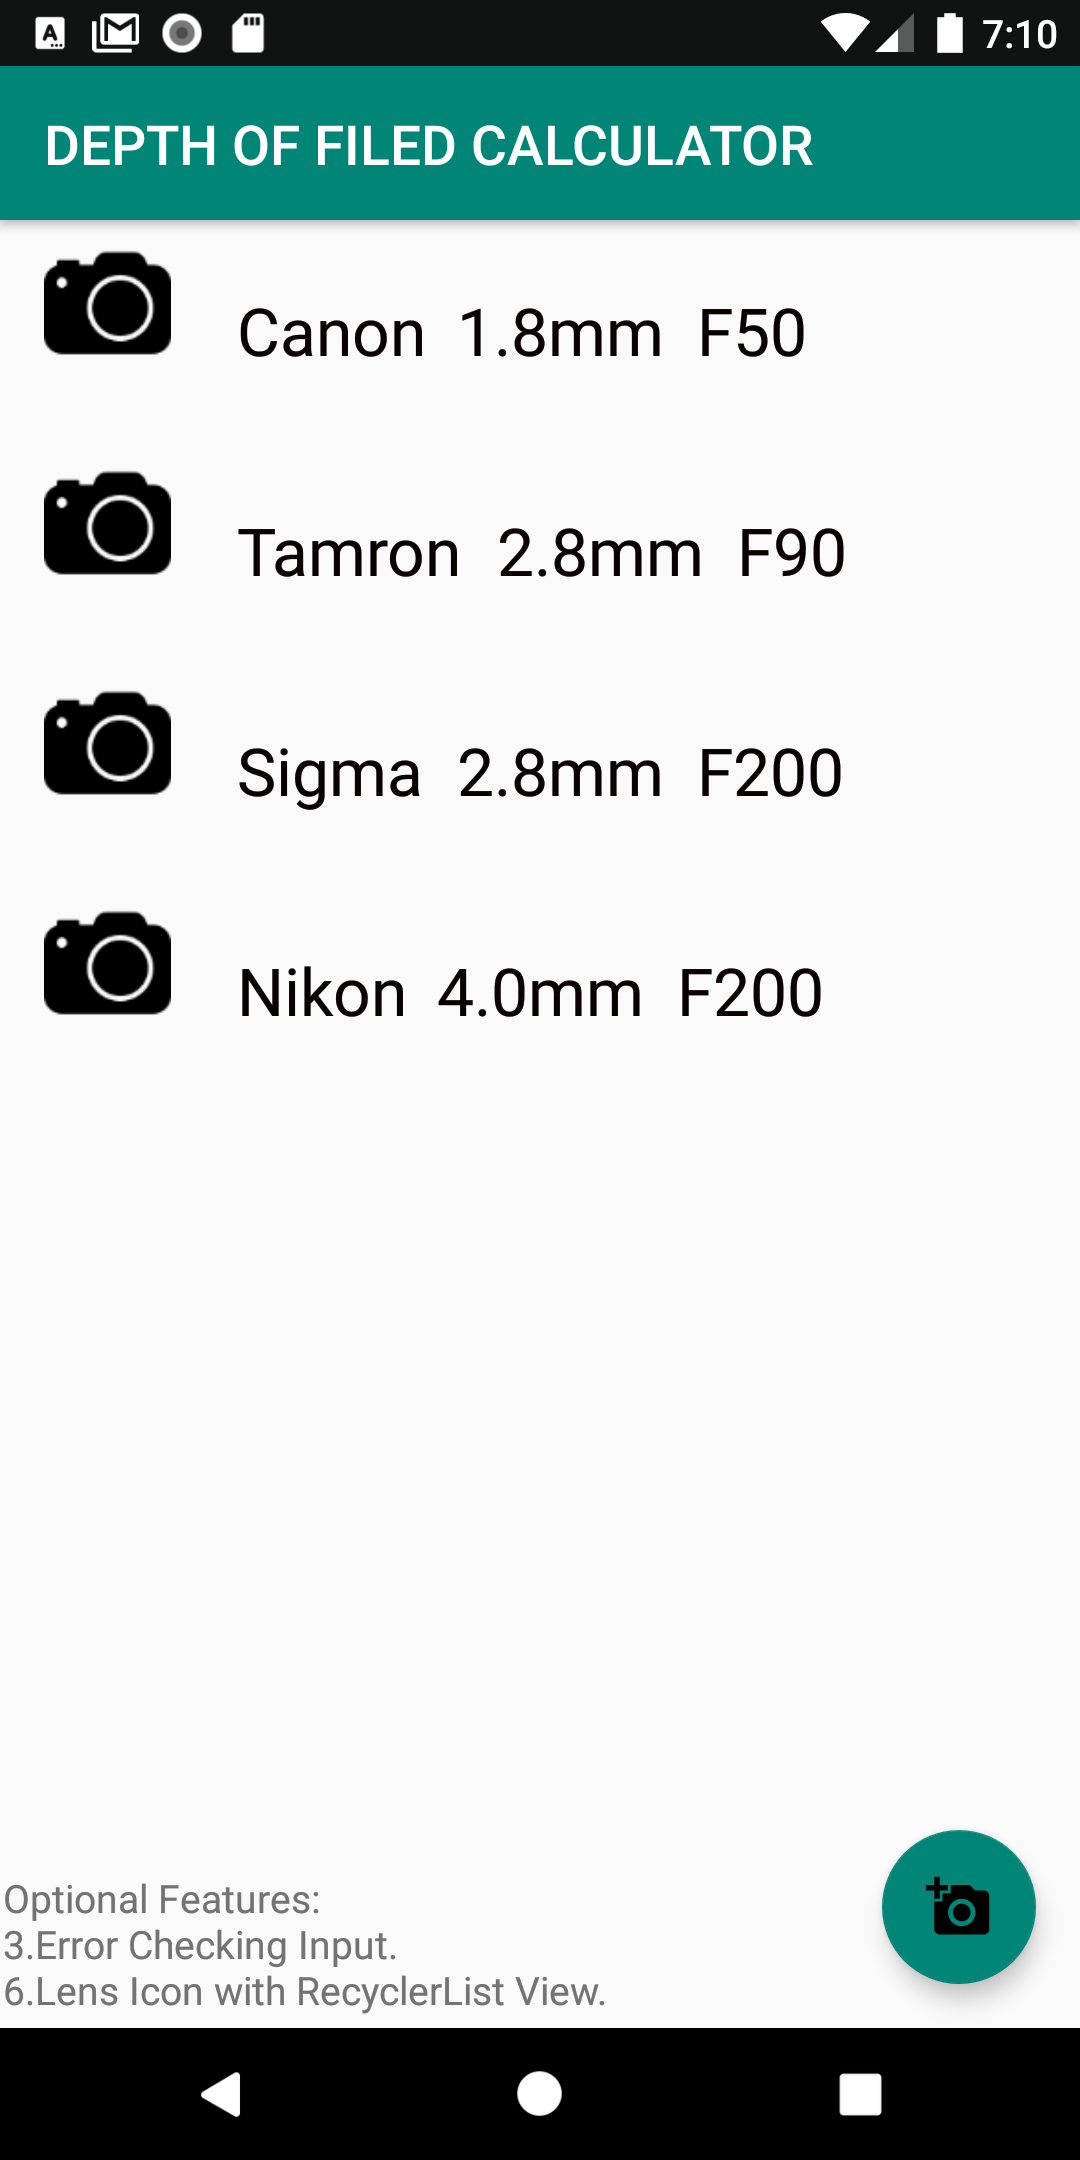 7:10
DEPTH OF FILED CALCULATOR
Canon 1.8mm F50
Tamron 2.8mm F90
Sigma 2.8mm F200
Nikon 4.0mm F200
Optional Features:
3.Error Checking Input.
6.Lens Icon with RecyclerList View.